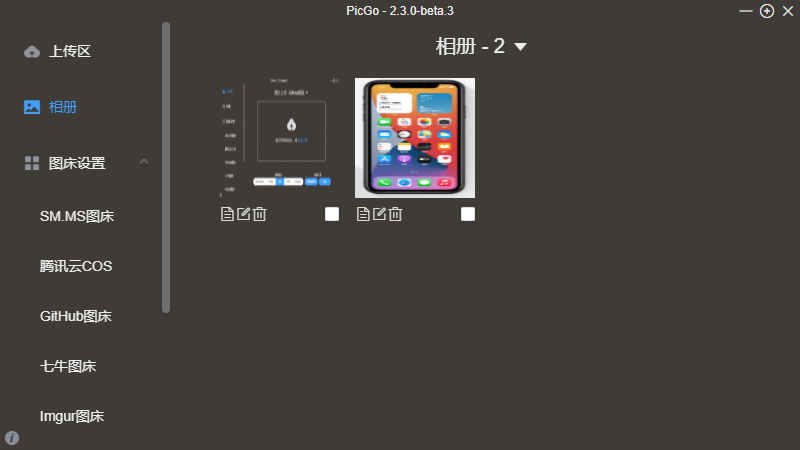 PicGo - 2.3.0-beta.3
上传区
相册
图床设置
SM.MS图床
腾讯云COS
GitHub图床
七牛图床
Imgur图床
相册 - 2